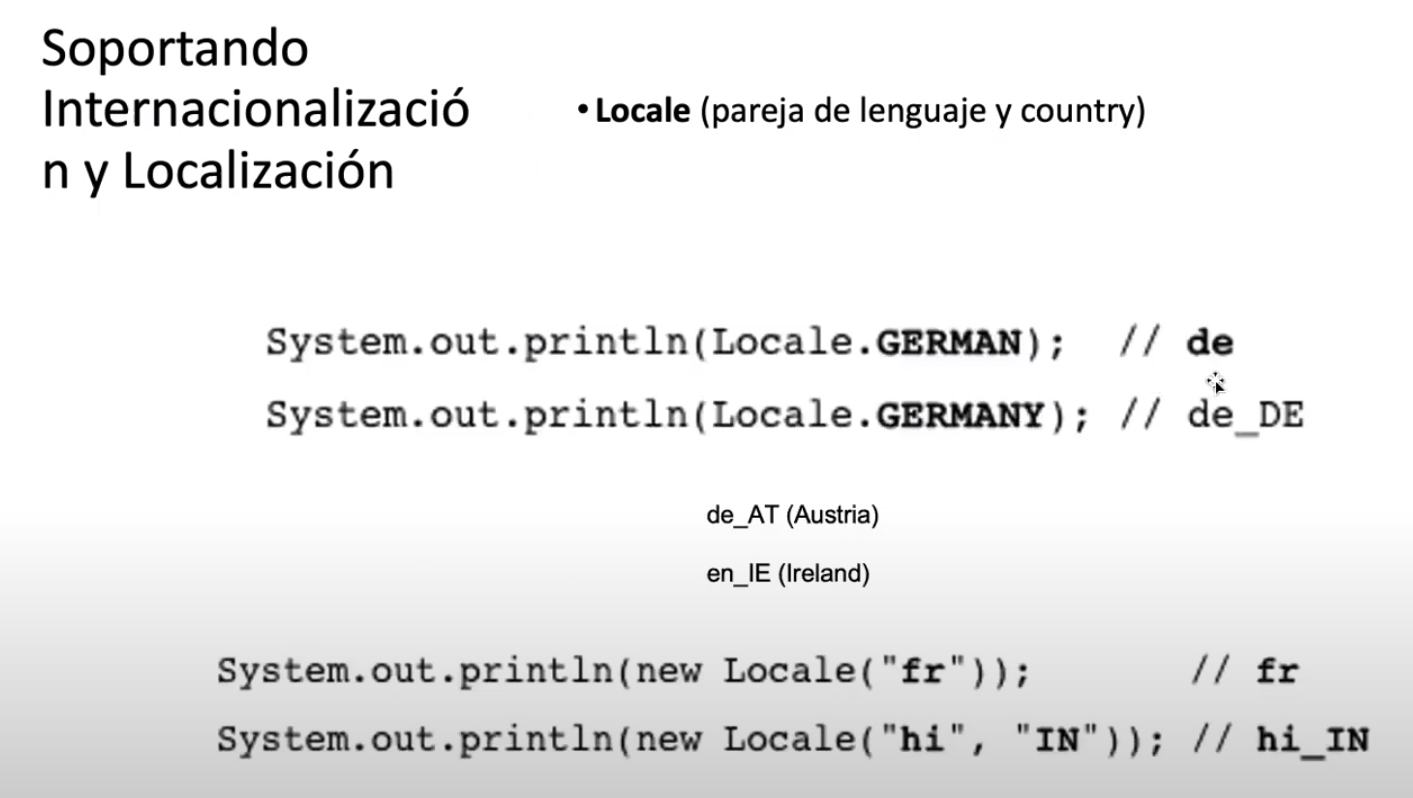 Soportando
Internacionalizació
n y Localización
• Locale (pareja de lenguaje y country)
System.out.println(Locale.GERMAN);  // de
System.out.println(Locale.GERMANY); // de_DE
de_AT (Austria)
en_IE (Ireland)
System.out.println(new Locale("fr"));       // fr
System.out.println(new Locale("hi", "IN")); // hi_IN